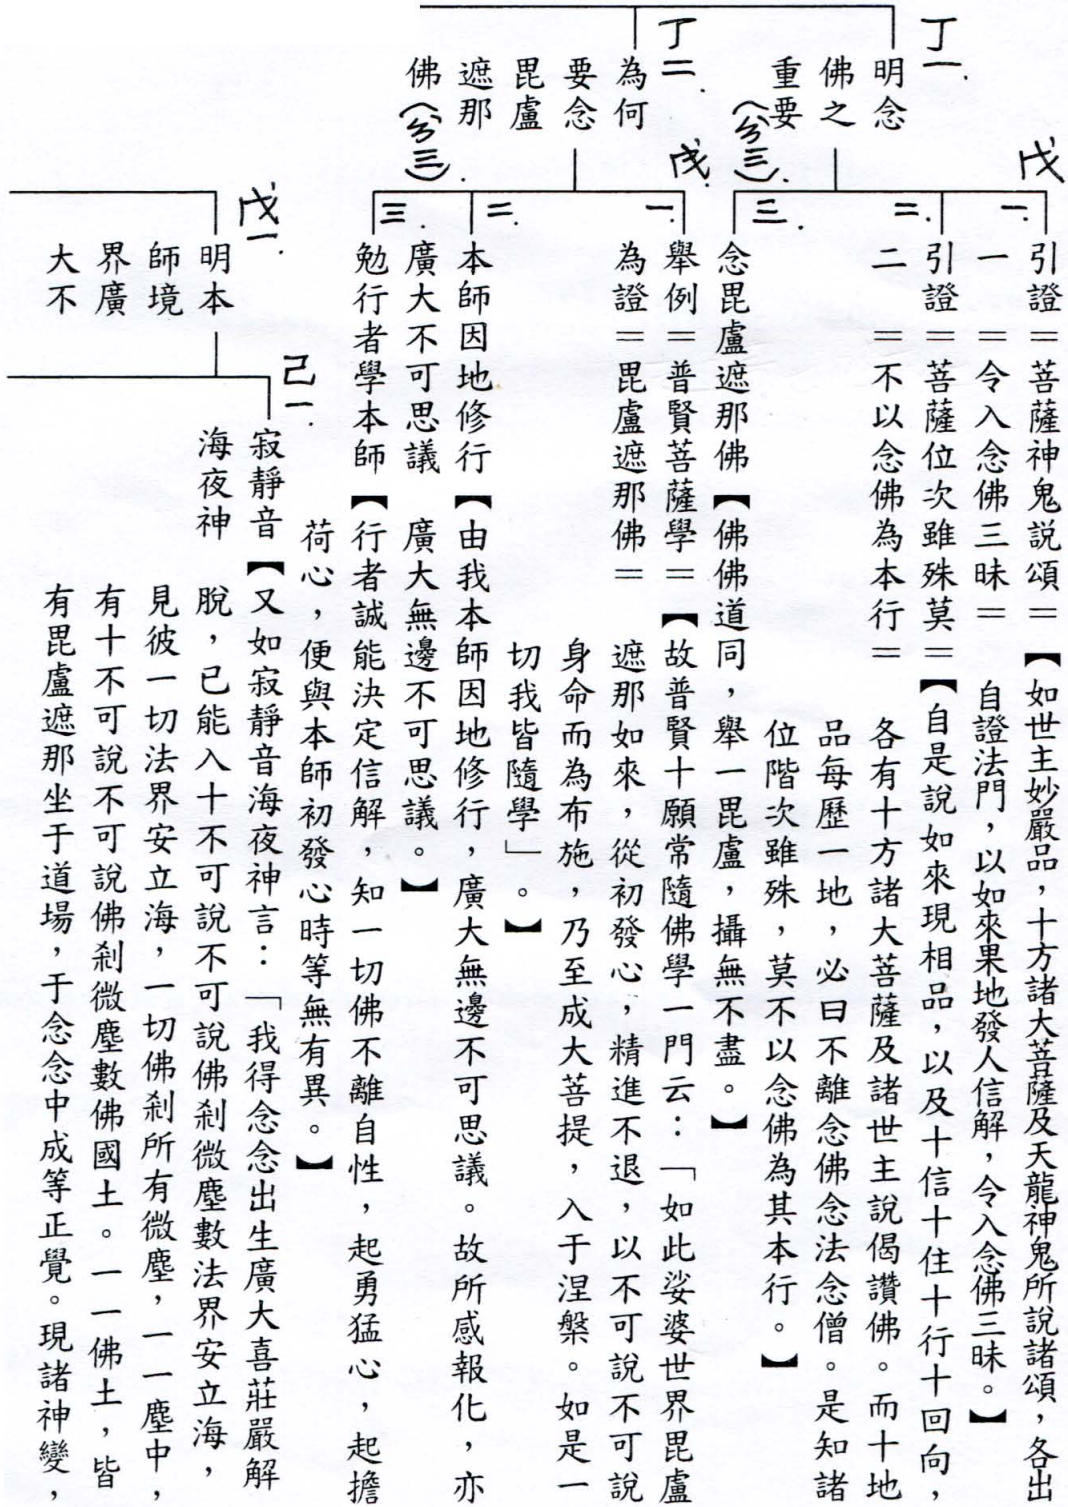 丁一.
明念
佛之
重要
(分三).
戊
一.
引證＝菩薩神鬼説頌＝【如世主妙嚴品，十方諸大菩薩及天龍神鬼所説諸頌，各出
一＝令入念佛三昧＝自證法門，以如來果地發人信解，令入念佛三昧。】
二.
引證＝菩薩位次雖殊莫＝【自是説如來現相品，以及十信十住十行十回向，
二＝不以念佛為本行＝各有十方諸大菩薩及諸世主說偈讚佛。而十地
品每歷一地，必曰不離念佛念法念僧。是知諸
位階次雖殊，莫不以念佛為其本行。】
三.
念毘盧遮那佛【佛佛道同，舉一毘盧，攝無不盡。】
丁二
為何
要念
毘盧
遮那
佛(分三).
戊.
一.
舉例＝普賢菩薩學＝【故普賢十願常隨佛學一門云：「如此娑婆世界毘盧
為證＝毘盧遮那佛＝遮那如來，從初發心，精進不退，以不可說不可說
身命而為布施，乃至成大菩提，入于涅槃。如是一
切我皆隨學」。】
二.
本師因地修行【由我本師因地修行，廣大無邊不可思議。故所感報化，亦
廣大不可思議　廣大無邊不可思議。】
三.
勉行者學本師【行者誠能決定信解，知一切佛不離自性，起勇猛心，起擔
荷心，便與本師初發心時等無有異。】
戊一.
明本
師境
界廣
大不
己一.
寂靜音【又如寂靜音海夜神言：「我得念念出生廣大喜莊嚴解
海夜神　脫，已能入十不可說不可說佛剎微塵數法界安立海，
見彼一切法界安立海，一切佛剎所有微塵，一一塵中，
有十不可說不可說佛剎微塵數佛國土。一一佛土，皆
有毘盧遮那坐于道場，于念念中成等正覺。現諸神變，